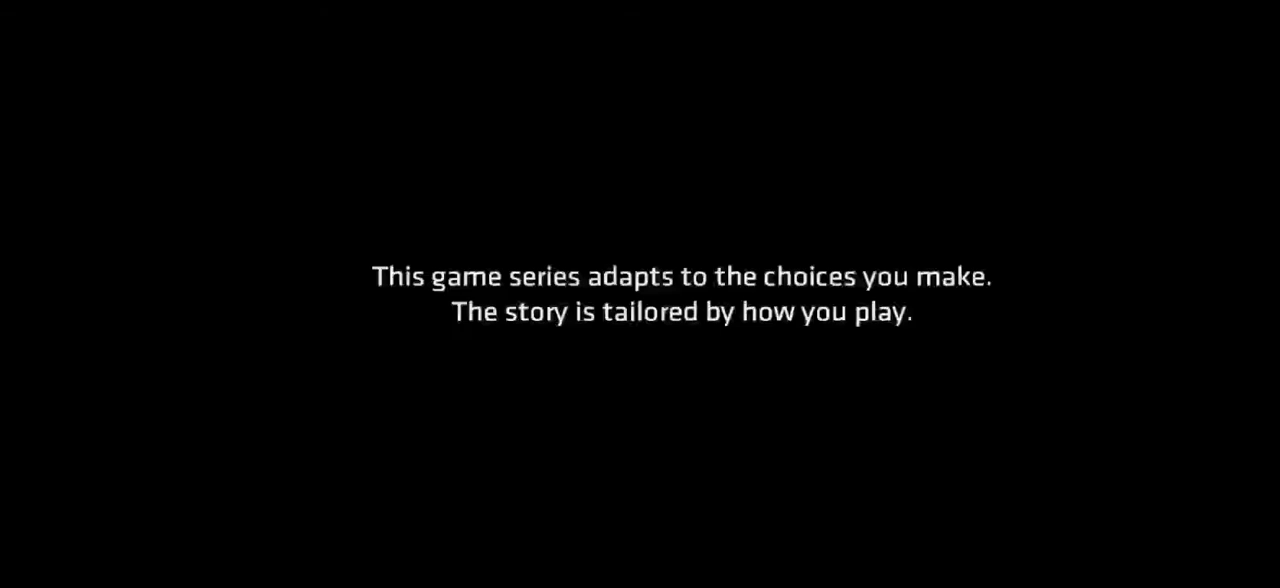 This game series adapts to the choices you make.
The story is tailored by how you play.